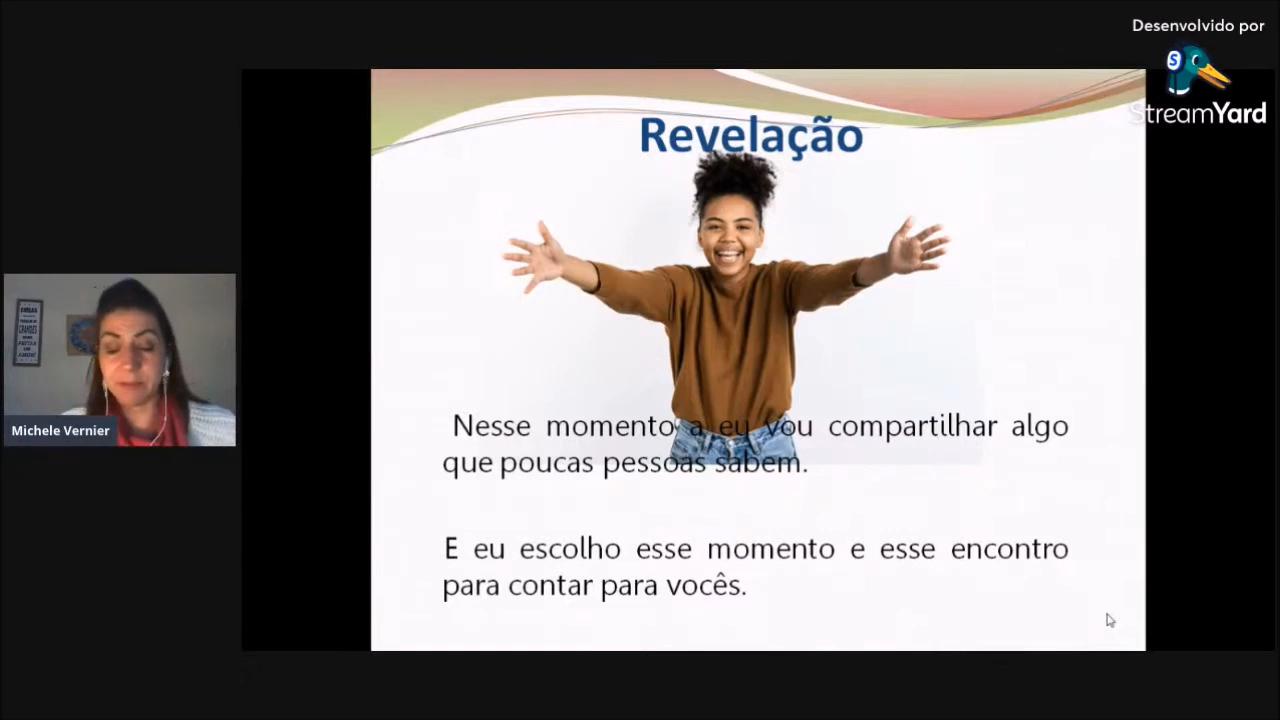 Desenvolvido por
StreamYard
Revelação
Nesse momento a eu vou compartilhar algo
que poucas pessoas sabem.
E eu escolho esse momento e esse encontro
para contar para vocês.
Michele Vernier